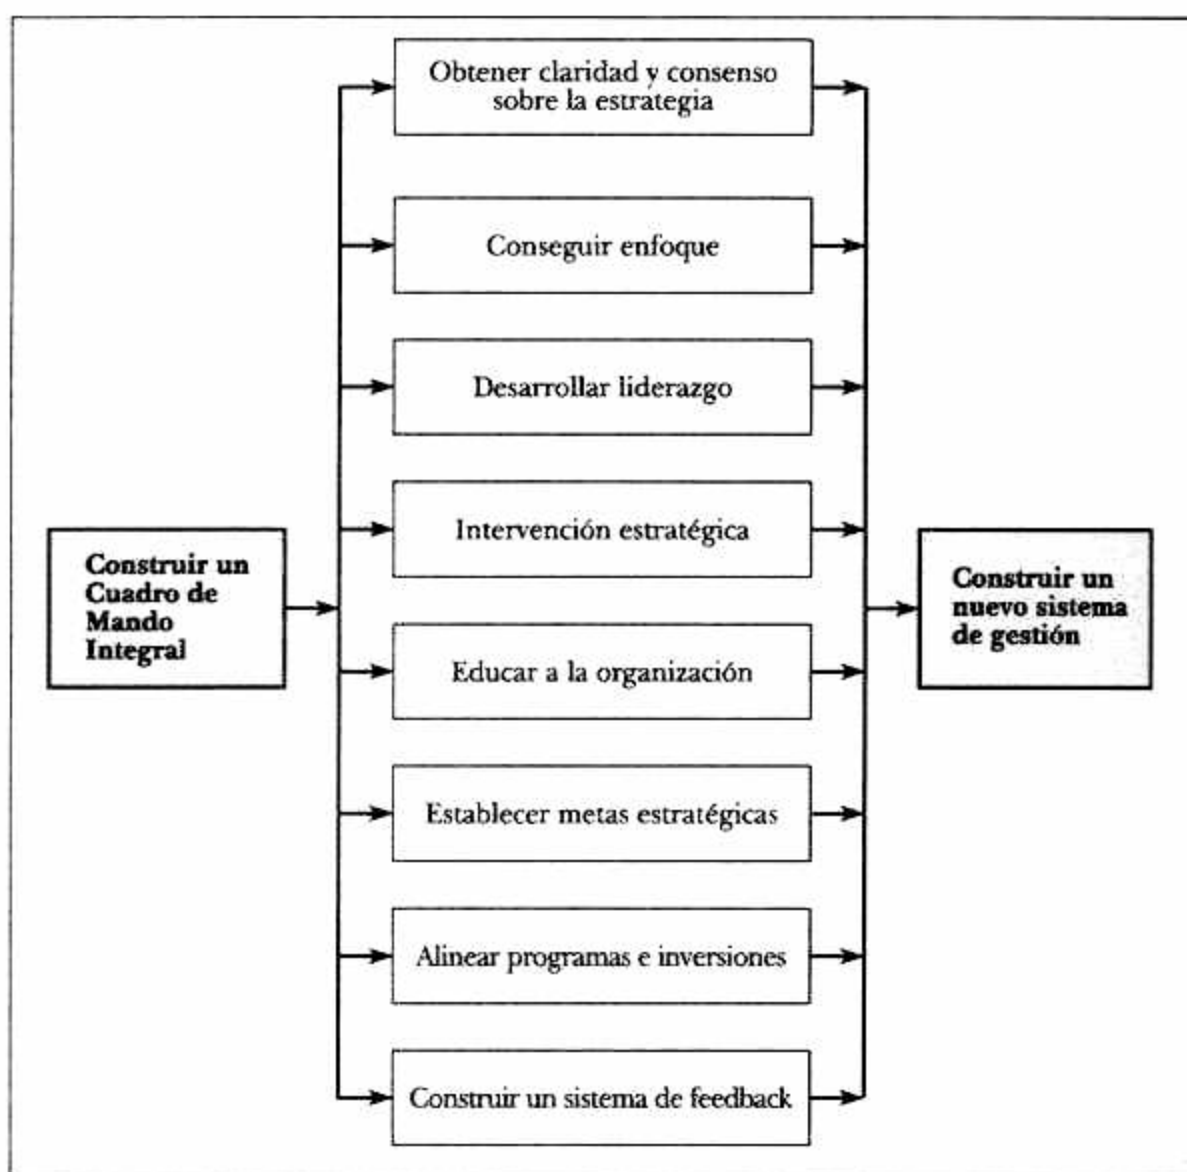 Obtener claridad y consenso
sobre la estrategia
Conseguir enfoque
Desarrollar liderazgo
Intervención estratégica
Construir un
Cuadro de
Mando
Integral
Construir un
nuevo sistema
de gestión
Educar a la organización
Establecer metas estratégicas
Alinear programas e inversiones
Construir un sistema de feedback